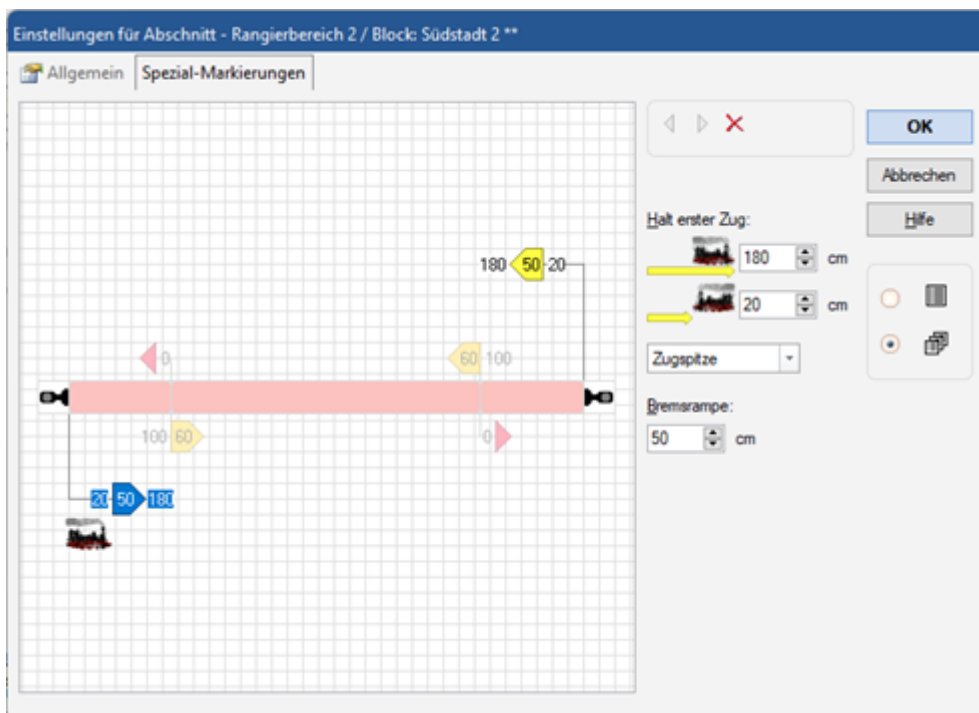 Einstellungen für Abschnitt - Rangierbereich 2 / Block: Südstadt 2 **
Allgemein Spezial-Markierungen
OK
Abbrechen
Hilfe
Halt erster Zug:
180 cm
20 cm
Zugspitze
Bremsrampe:
50 cm
180 50 20
0 60 100
100 60 0
20 50 180